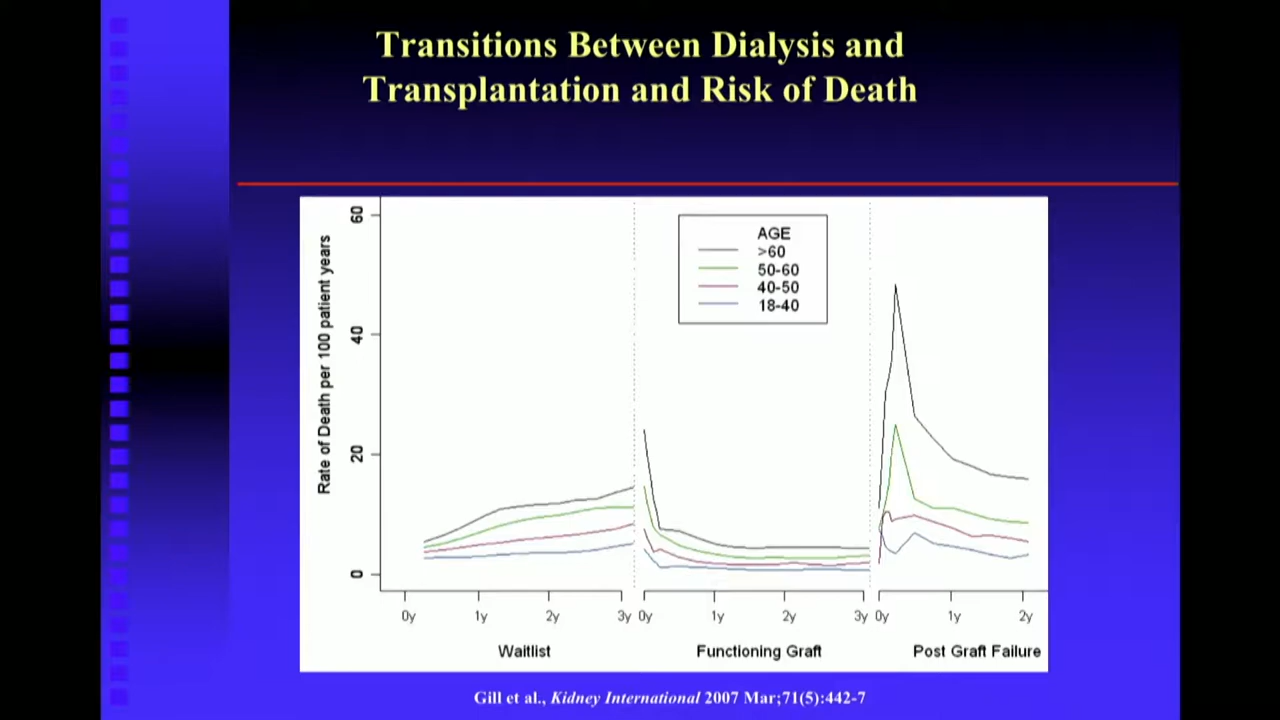 Transitions Between Dialysis and
Transplantation and Risk of Death
Rate of Death per 100 patient years
60
40
20
0
AGE
>60
50-60
40-50
18-40
0y 1y 2y 3y 0y 1y 2y 3y 0y 1y 2y
Waitlist Functioning Graft Post Graft Failure
Gill et al., Kidney International 2007 Mar;71(5):442-7